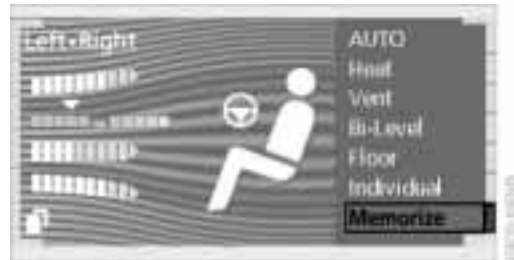 Left•Right
AUTO
Heat
Vent
Bi-Level
Floor
Individual
Memorize